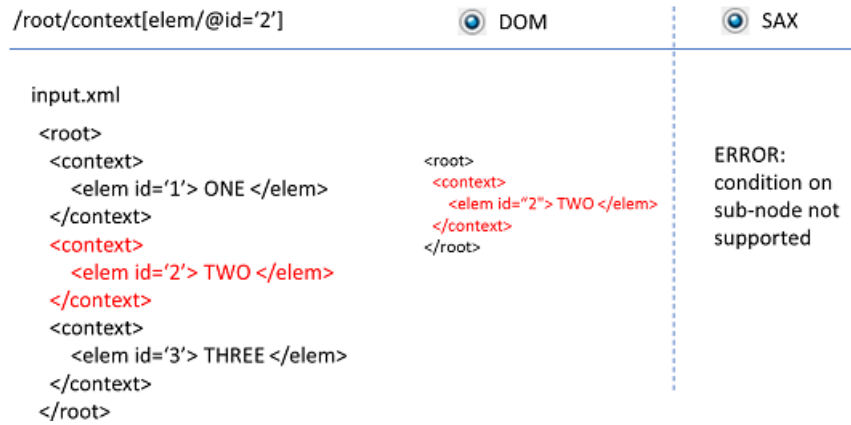 /root/context[elem/@id=‘2’]
DOM
SAX
input.xml
<root>
<context>
<elem id=‘1’> ONE </elem>
</context>
<context>
<elem id=‘2’> TWO </elem>
</context>
<context>
<elem id=‘3’> THREE </elem>
</context>
</root>
<root>
<context>
<elem id=“2"> TWO </elem>
</context>
</root>
ERROR:
condition on
sub-node not
supported